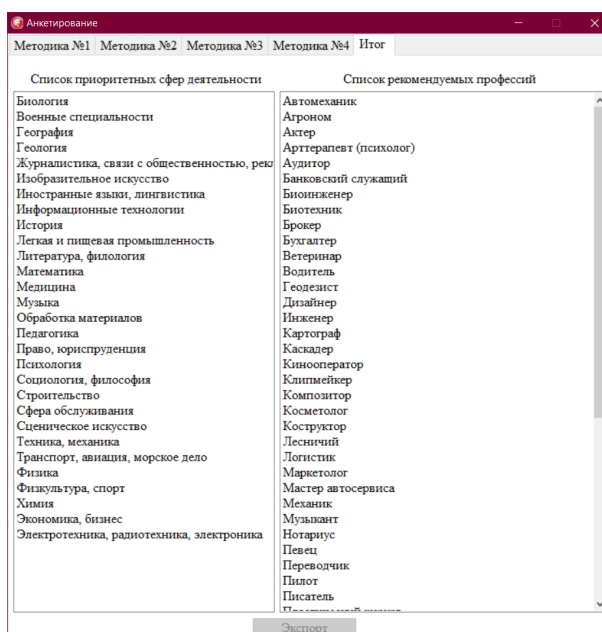 Анкетирование
Методика №1 Методика №2 Методика №3 Методика №4 Итог
Список приоритетных сфер деятельности
Биология
Военные специальности
География
Геология
Журналистика, связи с общественностью, рекл
Изобразительное искусство
Иностранные языки, лингвистика
Информационные технологии
История
Легкая и пищевая промышленность
Литература, филология
Математика
Медицина
Музыка
Обработка материалов
Педагогика
Право, юриспруденция
Психология
Социология, философия
Строительство
Сфера обслуживания
Сценическое искусство
Техника, механика
Транспорт, авиация, морское дело
Физика
Физкультура, спорт
Химия
Экономика, бизнес
Электротехника, радиотехника, электроника
Список рекомендуемых профессий
Автомеханик
Агроном
Актер
Арттерапевт (психолог)
Аудитор
Банковский служащий
Биоинженер
Биотехник
Брокер
Бухгалтер
Ветеринар
Водитель
Геодезист
Дизайнер
Инженер
Картограф
Каскадер
Кинооператор
Клипмейкер
Композитор
Косметолог
Коструктор
Лесничий
Логистик
Маркетолог
Мастер автосервиса
Механик
Музыкант
Нотариус
Певец
Переводчик
Пилот
Писатель
Экспорт